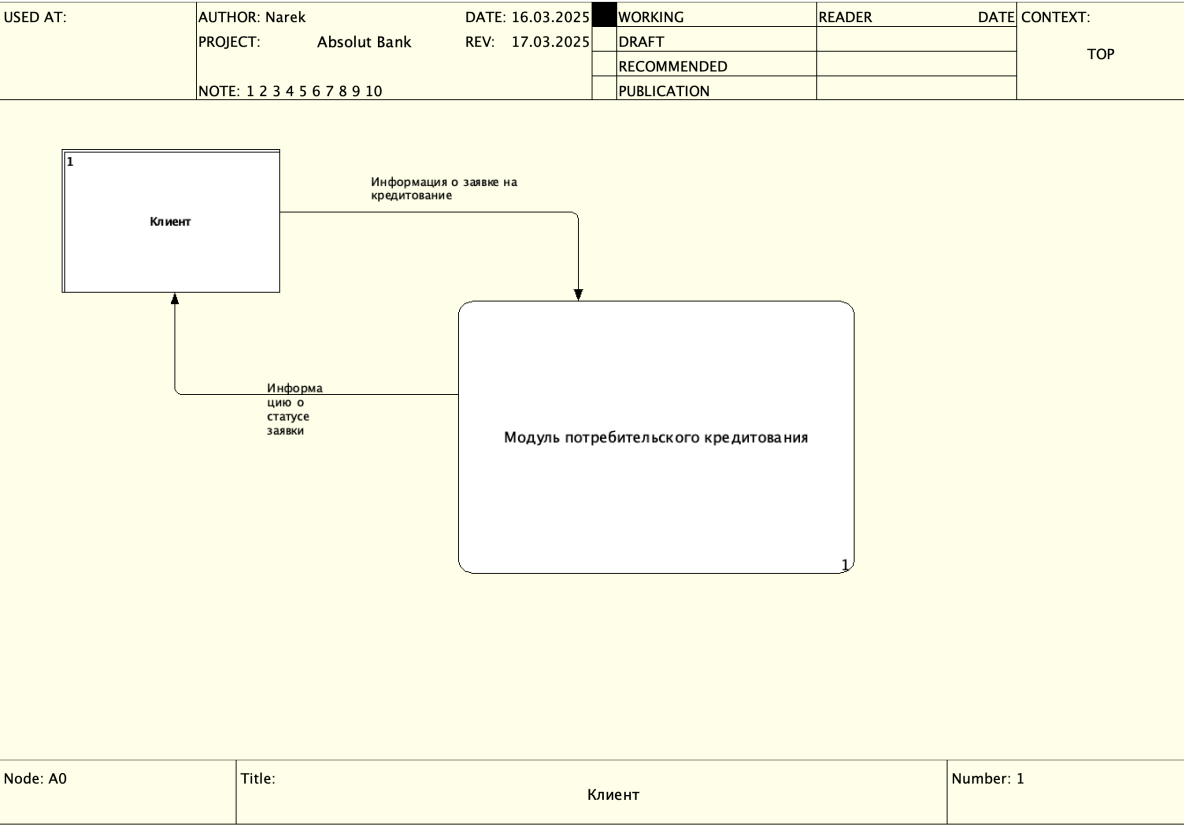 USED AT:
AUTHOR: Narek
DATE: 16.03.2025
PROJECT: Absolut Bank
REV: 17.03.2025
NOTE: 1 2 3 4 5 6 7 8 9 10
WORKING
DRAFT
RECOMMENDED
PUBLICATION
READER
DATE
CONTEXT:
TOP
1
Клиент
Информация о заявке на
кредитование
Информа
цию о
статусе
заявки
Модуль потребительского кредитования
1
Node: A0
Title:
Клиент
Number: 1